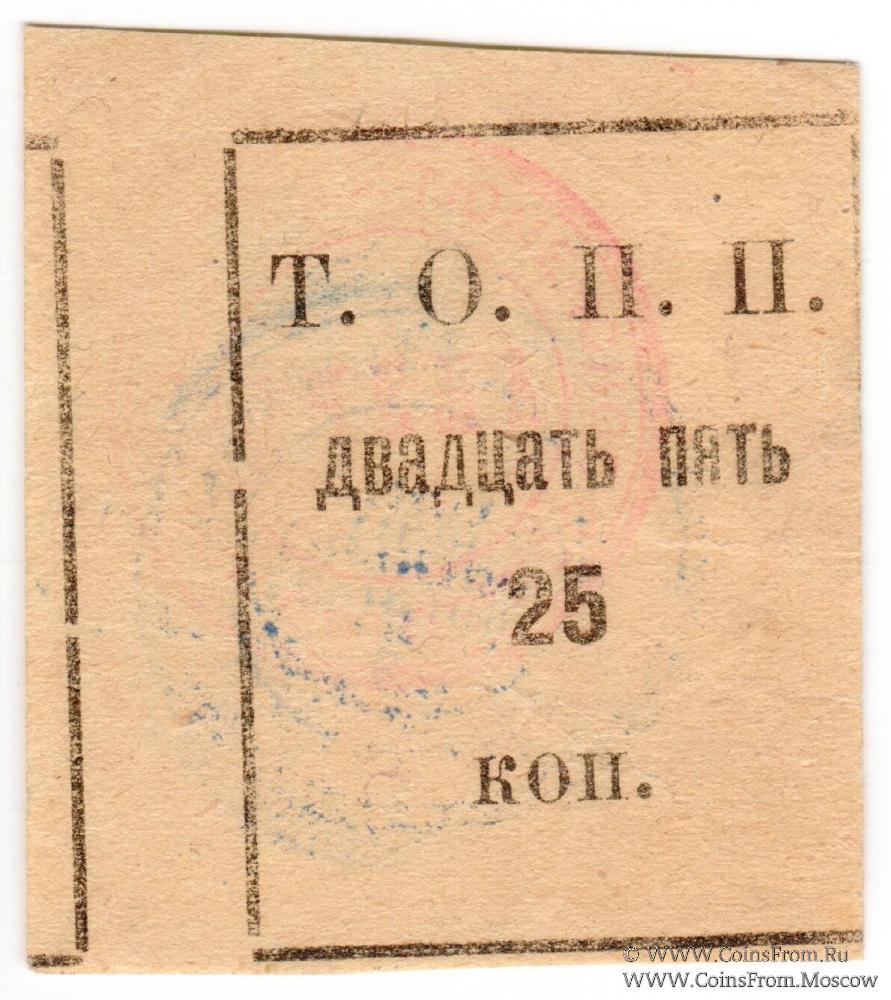 Т. О. П. П.
двадцать пять
25
коп.
© WWW.CoinsFrom.Ru
WWW.CoinsFrom.Moscow